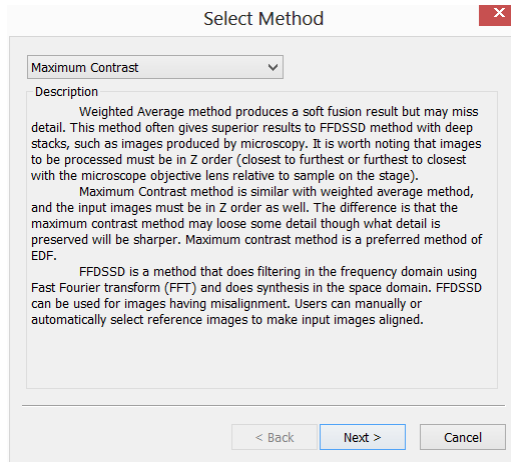 Select Method
Maximum Contrast
Description
Weighted Average method produces a soft fusion result but may miss
detail. This method often gives superior results to FFDSSD method with deep
stacks, such as images produced by microscopy. It is worth noting that images
to be processed must be in Z order (closest to furthest or furthest to closest
with the microscope objective lens relative to sample on the stage).
Maximum Contrast method is similar with weighted average method,
and the input images must be in Z order as well. The difference is that the
maximum contrast method may loose some detail though what detail is
preserved will be sharper. Maximum contrast method is a preferred method of
EDF.
FFDSSD is a method that does filtering in the frequency domain using
Fast Fourier transform (FFT) and does synthesis in the space domain. FFDSSD
can be used for images having misalignment. Users can manually or
automatically select reference images to make input images aligned.
< Back Next > Cancel